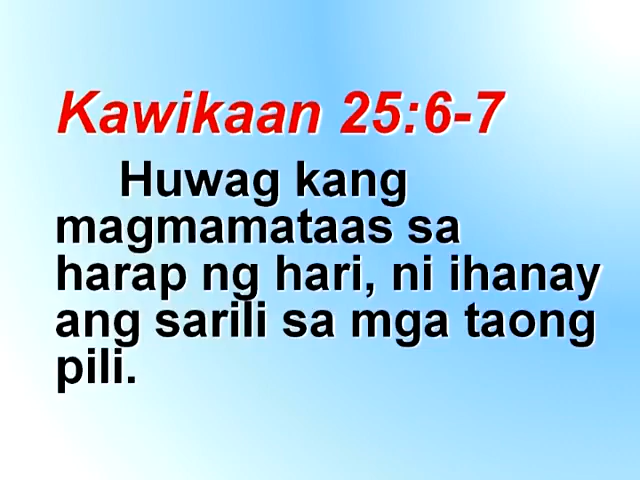 Kawikaan 25:6-7
Huwag kang
magmamataas sa
harap ng hari, ni ihanay
ang sarili sa mga taong
pili.